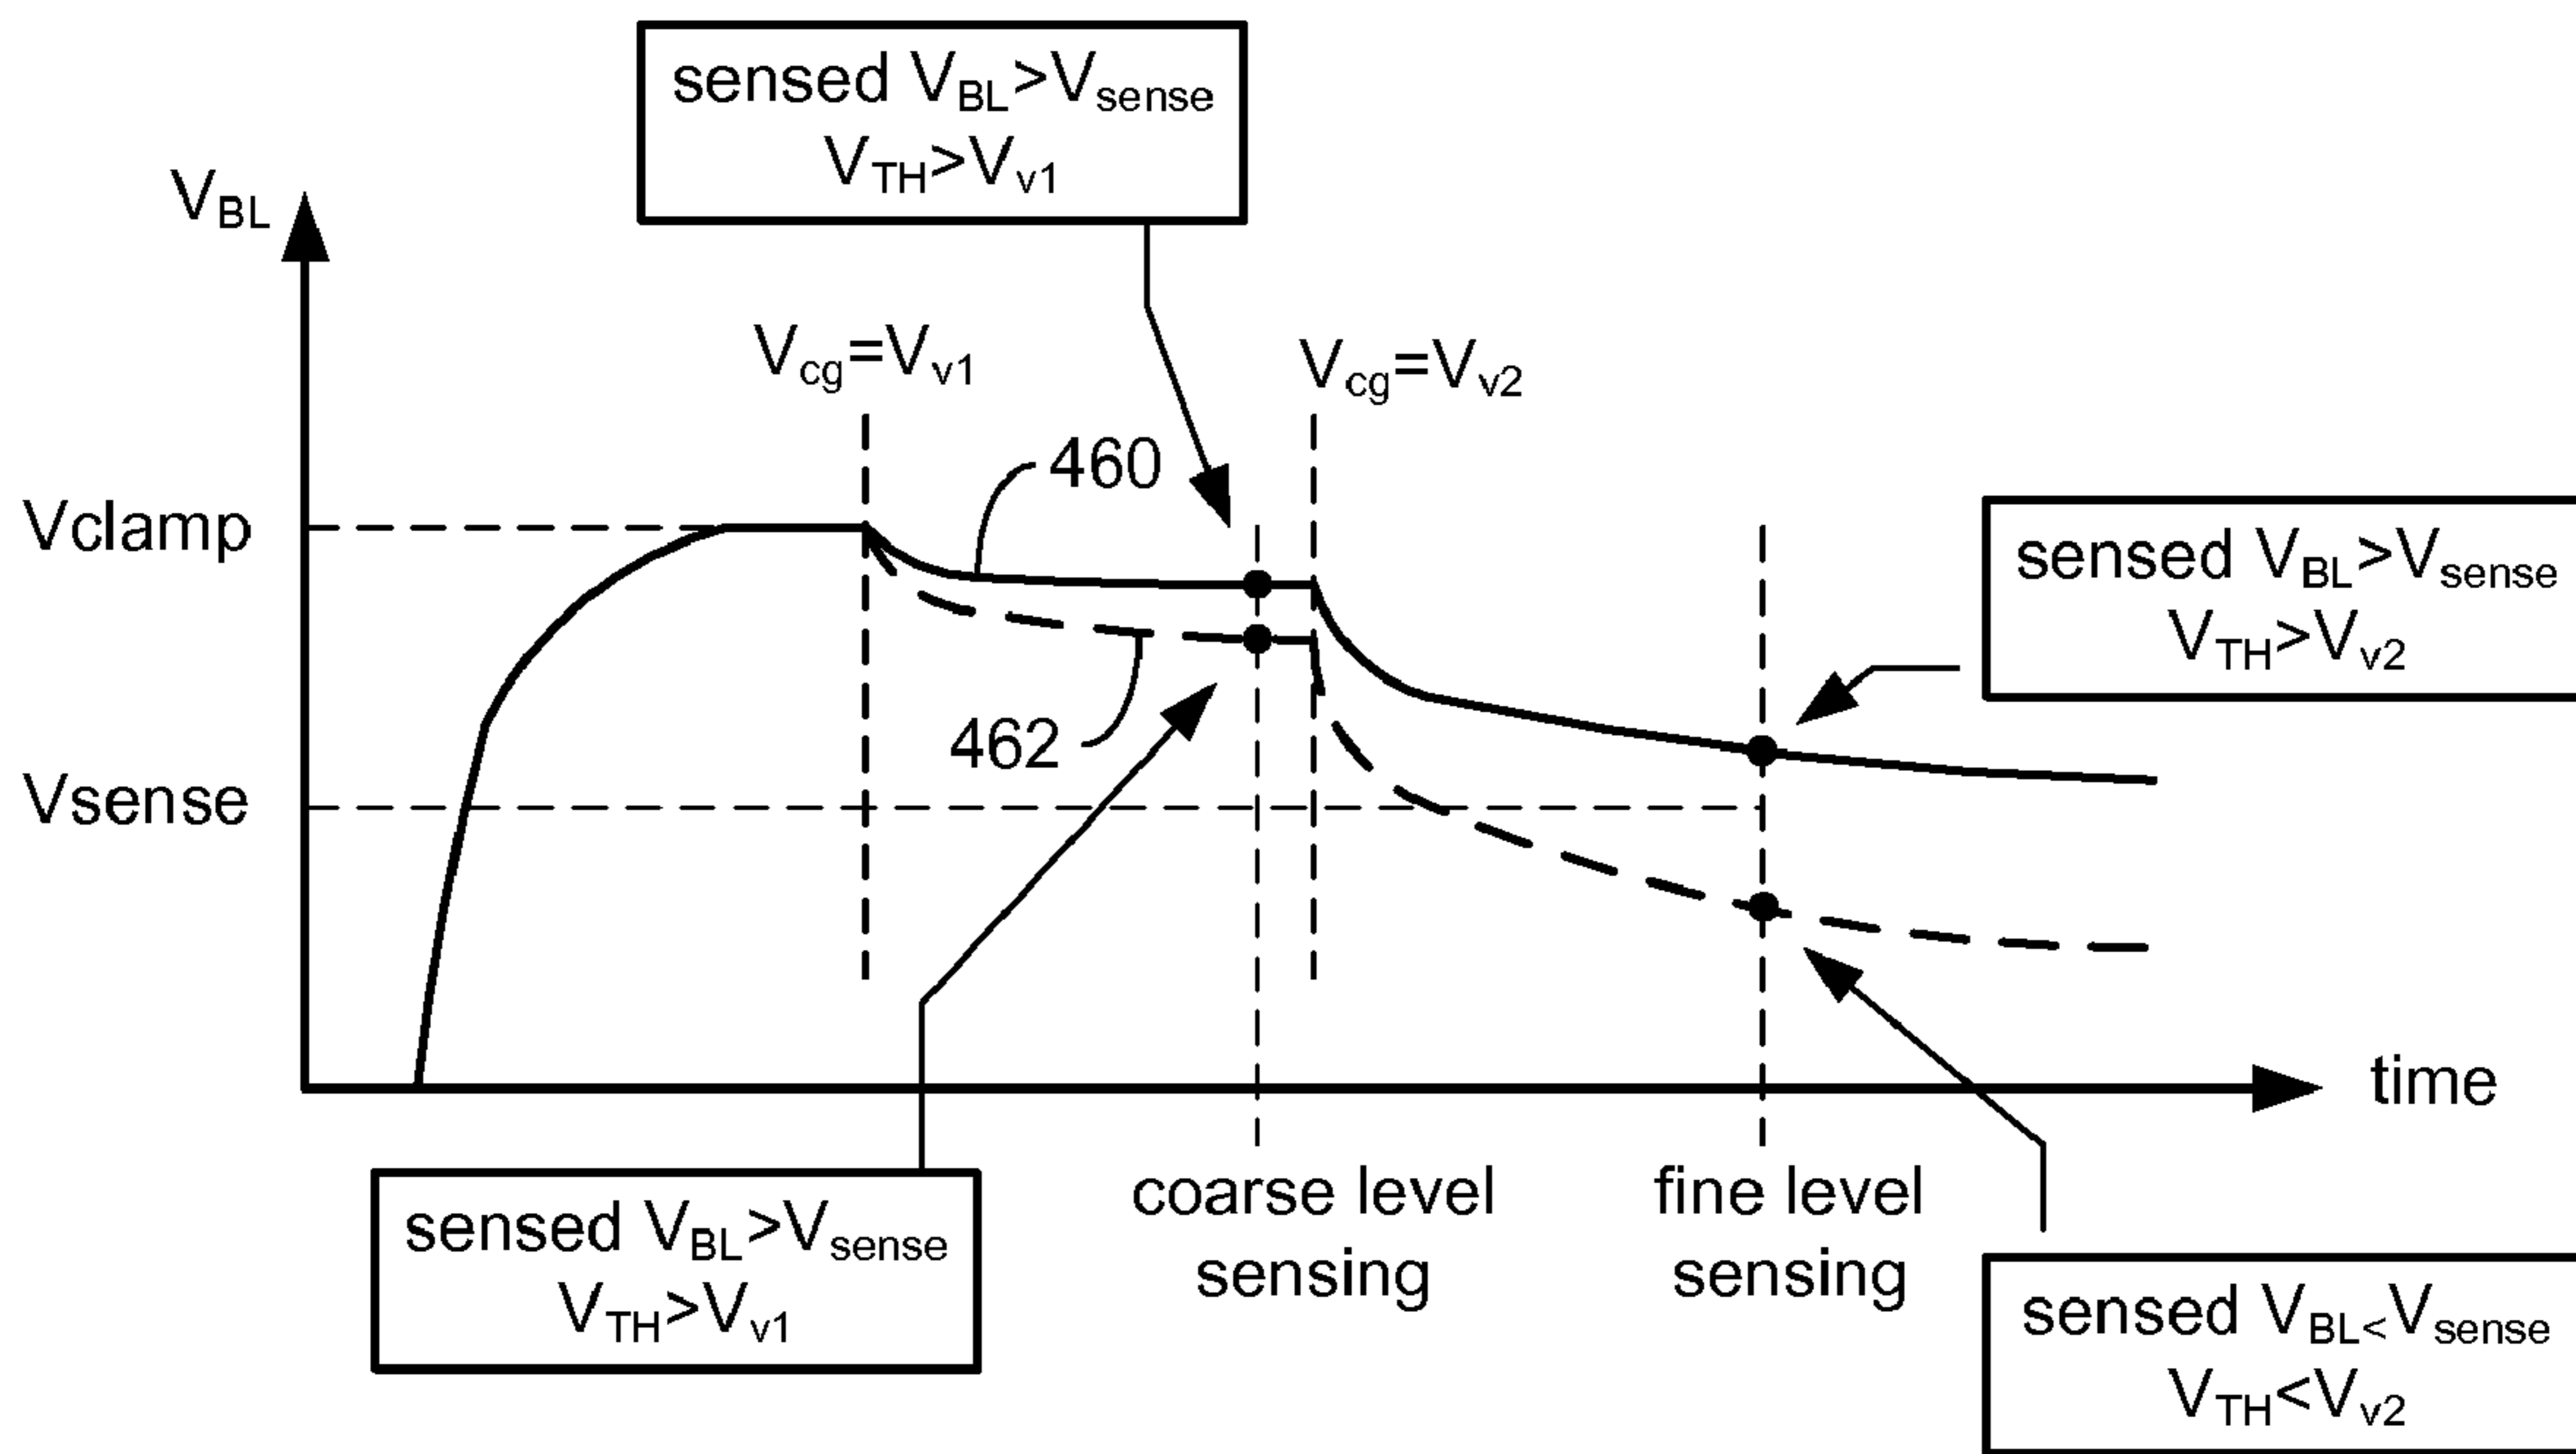 sensed VBL>Vsense
VTH>Vv1
VBL
Vcg=Vv1
Vcg=Vv2
460
Vclamp
sensed VBL>Vsense
VTH>Vv2
462
Vsense
time
coarse level
sensing
fine level
sensing
sensed VBL>Vsense
VTH>Vv1
sensed VBL<Vsense
VTH<Vv2